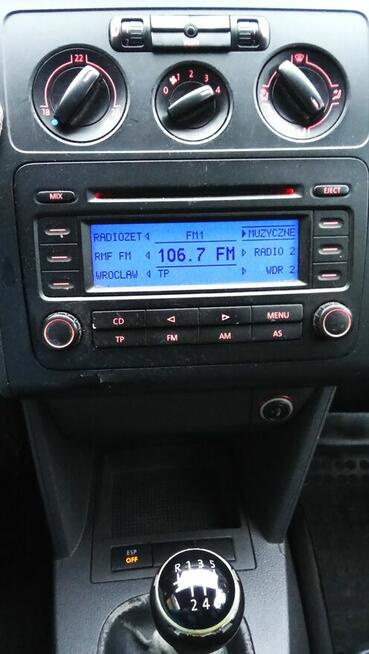 22
18
0 1 2 3 4
MIX
EJECT
RADIOZET FM1 MUZYCZNE
RMF FM 106.7 FM RADIO 2
WROCLAW TP WDR 2
CD MENU
TP FM AM AS
ESP
OFF
R 1 3 5
2 4 6